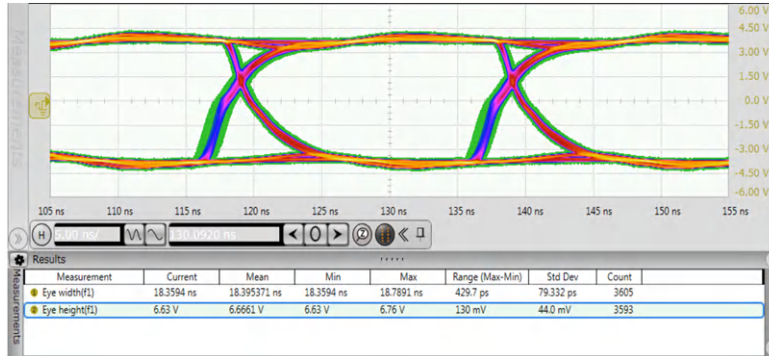 6.00 V
4.50 V
3.00 V
1.50 V
0.0 V
-1.50 V
-3.00 V
-4.50 V
-6.00 V
Measurements
105 ns 110 ns 115 ns 120 ns 125 ns 130 ns 135 ns 140 ns 145 ns 150 ns 155 ns
H 5.00 ns/ 130.0920 ns 0 Z
Results
Measurement Current Mean Min Max Range (Max-Min) Std Dev Count
1 Eye width(f1) 18.3594 ns 18.395371 ns 18.3594 ns 18.7891 ns 429.7 ps 79.332 ps 3605
2 Eye height(f1) 6.63 V 6.6661 V 6.63 V 6.76 V 130 mV 44.0 mV 3593
Measurements